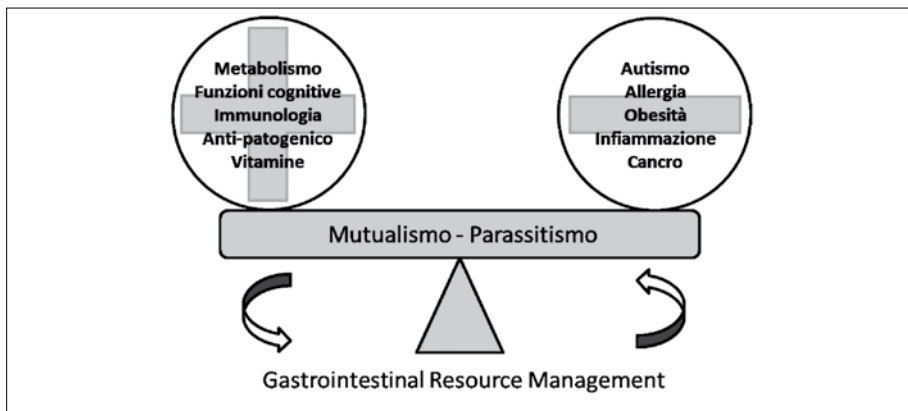 Metabolismo
Funzioni cognitive
Immunologia
Anti-patogenico
Vitamine
Autismo
Allergia
Obesità
Infiammazione
Cancro
Mutualismo - Parassitismo
Gastrointestinal Resource Management